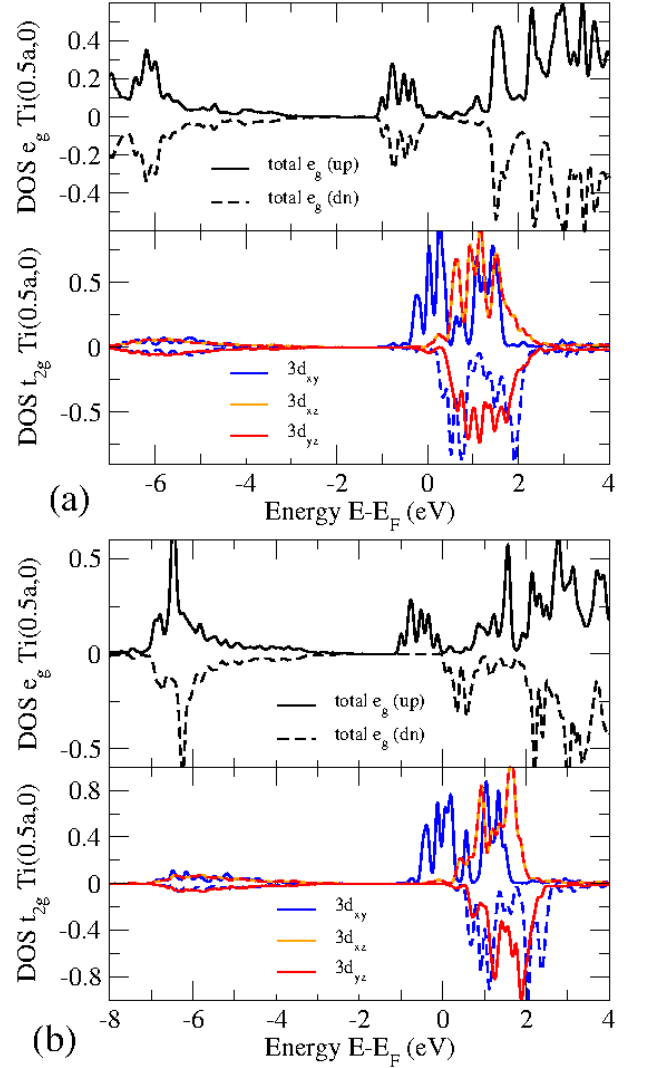 DOS e_g Ti(0.5a,0)
0.4
0.2
0
-0.2
-0.4
total e_g (up)
total e_g (dn)
DOS t_2g Ti(0.5a,0)
0.5
0
-0.5
3d_xy
3d_xz
3d_yz
-6 -4 -2 0 2 4
Energy E-E_F (eV)
(a)
DOS e_g Ti(0.5a,0)
0.5
0
-0.5
total e_g (up)
total e_g (dn)
DOS t_2g Ti(0.5a,0)
0.8
0.4
0
-0.4
-0.8
3d_xy
3d_xz
3d_yz
-8 -6 -4 -2 0 2 4
Energy E-E_F (eV)
(b)